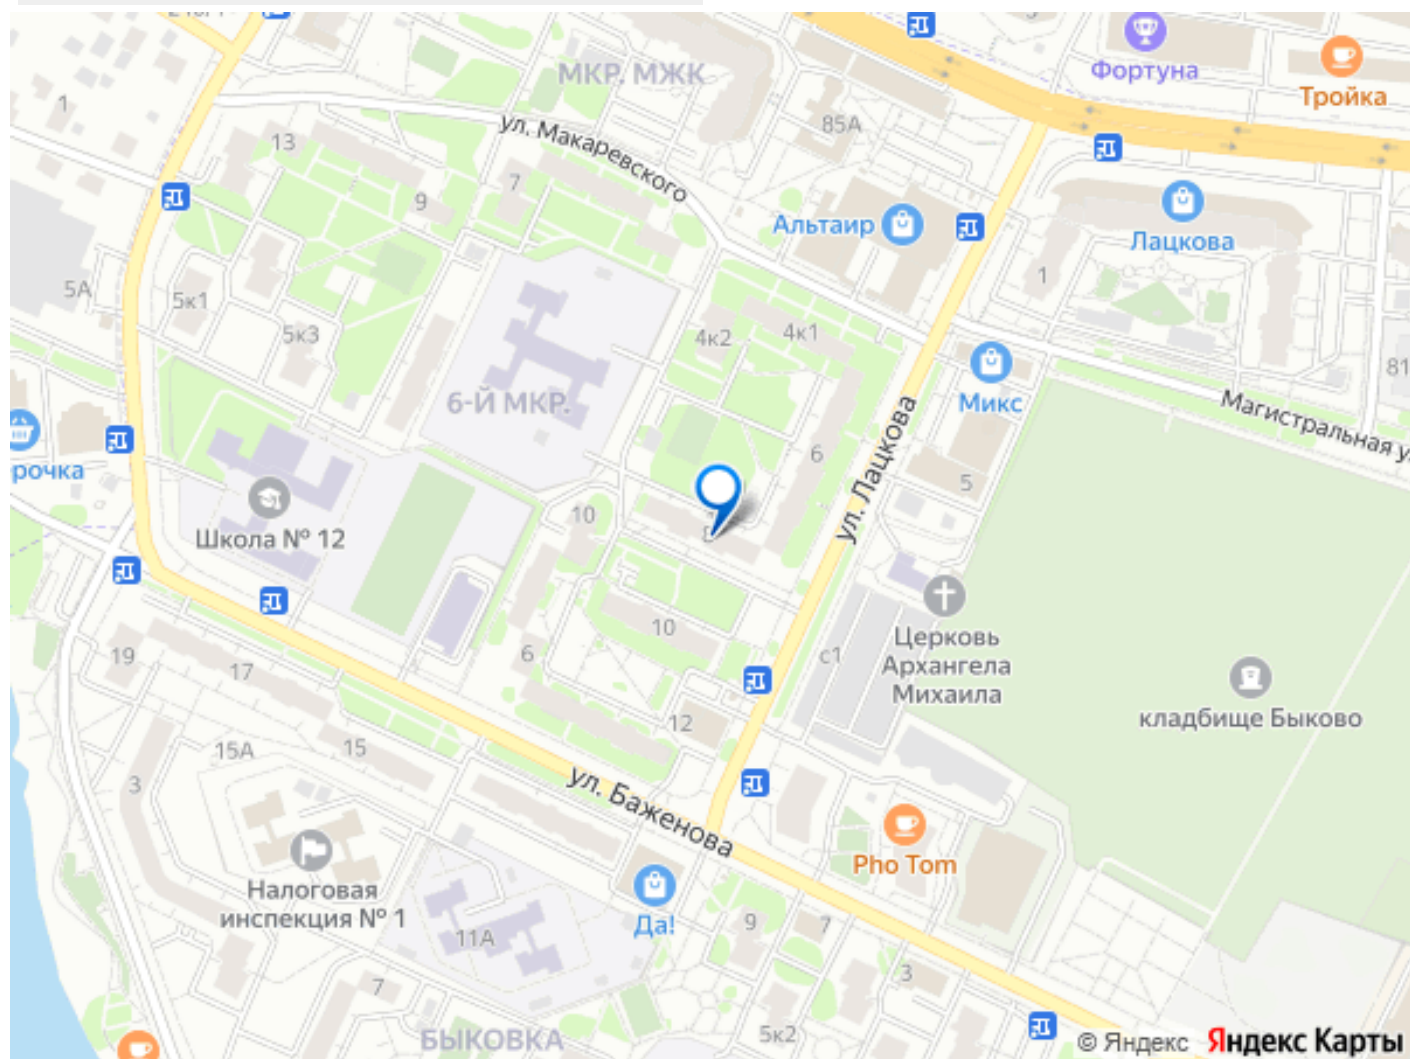 МКР. МЖК
Фортуна
Тройка
1
13
ул. Макаревского
85А
7
9
Альтаир
Лацкова
1
5А
5к1
5к3
4к2
4к1
81
6-Й МКР.
Микс
Магистральная у
рочка
6
ул. Лацкова
5
Школа № 12
10
Церковь
Архангела
Михаила
10
с1
19
17
6
кладбище Быково
12
15А
15
3
ул. Баженова
Pho Tom
Налоговая
инспекция № 1
Да!
11А
9
7
3
7
БЫКОВКА
5к2
© Яндекс Яндекс Карты